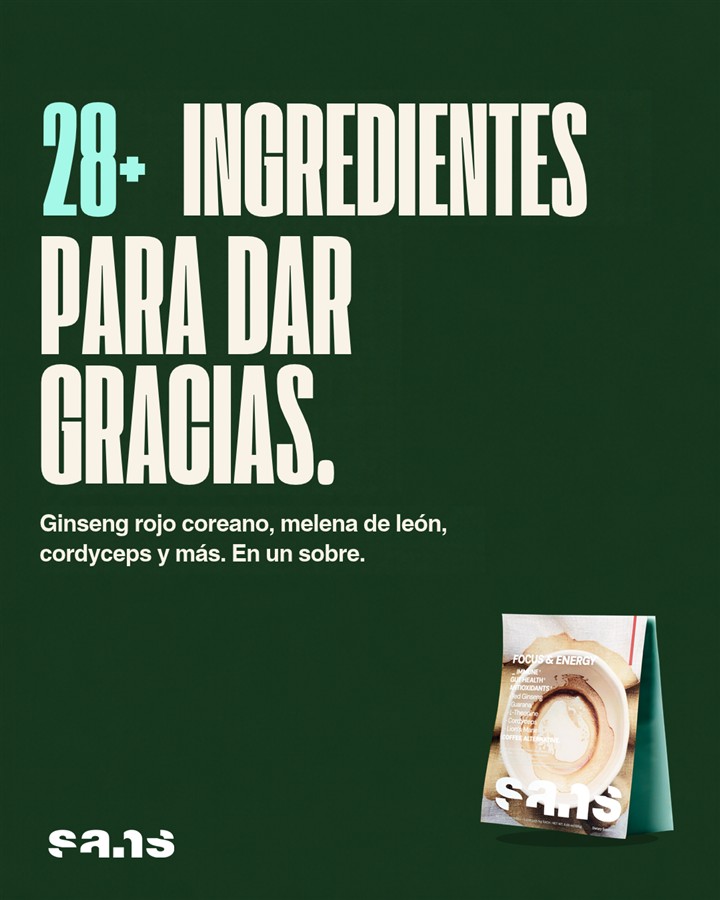 28+ INGREDIENTES
PARA DAR
GRACIAS.
Ginseng rojo coreano, melena de león,
cordyceps y más. En un sobre.
FOCUS & ENERGY
IMMUNE
GUT HEALTH
ANTIOXIDANTS
Red Ginseng
Guarana
L-Theanine
Cordyceps
Lion's Mane
COFFEE ALTERNATIVE
sans
sans